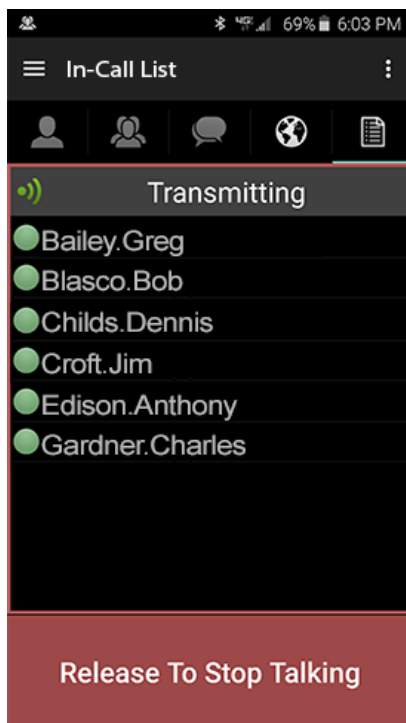 4G 69% 6:03 PM
In-Call List
Transmitting
Bailey.Greg
Blasco.Bob
Childs.Dennis
Croft.Jim
Edison.Anthony
Gardner.Charles
Release To Stop Talking